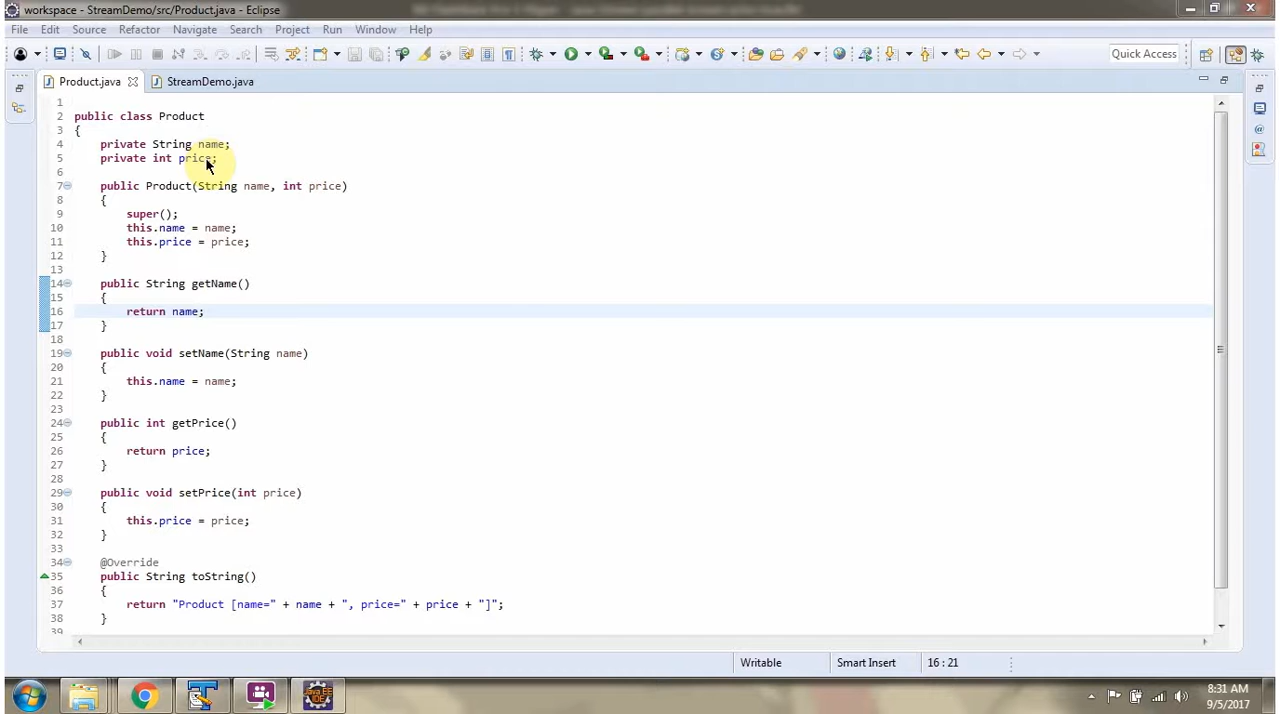 workspace - StreamDemo/src/Product.java - Eclipse
File Edit Source Refactor Navigate Search Project Run Window Help
Quick Access
Product.java StreamDemo.java
1
2 public class Product
3 {
4 private String name;
5 private int price;
6
7 public Product(String name, int price)
8 {
9 super();
10 this.name = name;
11 this.price = price;
12 }
13
14 public String getName()
15 {
16 return name;
17 }
18
19 public void setName(String name)
20 {
21 this.name = name;
22 }
23
24 public int getPrice()
25 {
26 return price;
27 }
28
29 public void setPrice(int price)
30 {
31 this.price = price;
32 }
33
34 @Override
35 public String toString()
36 {
37 return "Product [name=" + name + ", price=" + price + "]";
38 }
39
Writable Smart Insert 16 : 21
Java EE
IDE
8:31 AM
9/5/2017